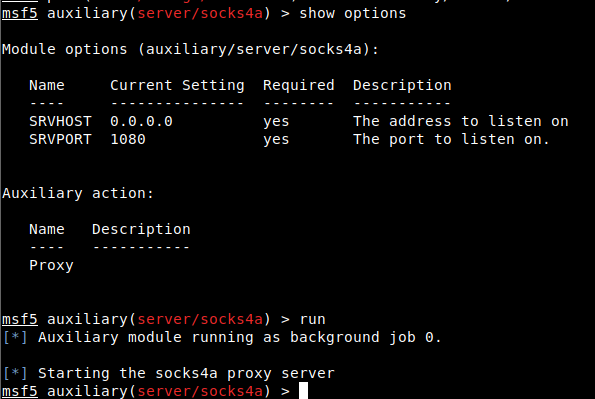 msf5 auxiliary(server/socks4a) > show options
Module options (auxiliary/server/socks4a):
Name Current Setting Required Description
---- --------------- -------- -----------
SRVHOST 0.0.0.0 yes The address to listen on
SRVPORT 1080 yes The port to listen on.
Auxiliary action:
Name Description
---- -----------
Proxy
msf5 auxiliary(server/socks4a) > run
[*] Auxiliary module running as background job 0.
[*] Starting the socks4a proxy server
msf5 auxiliary(server/socks4a) >